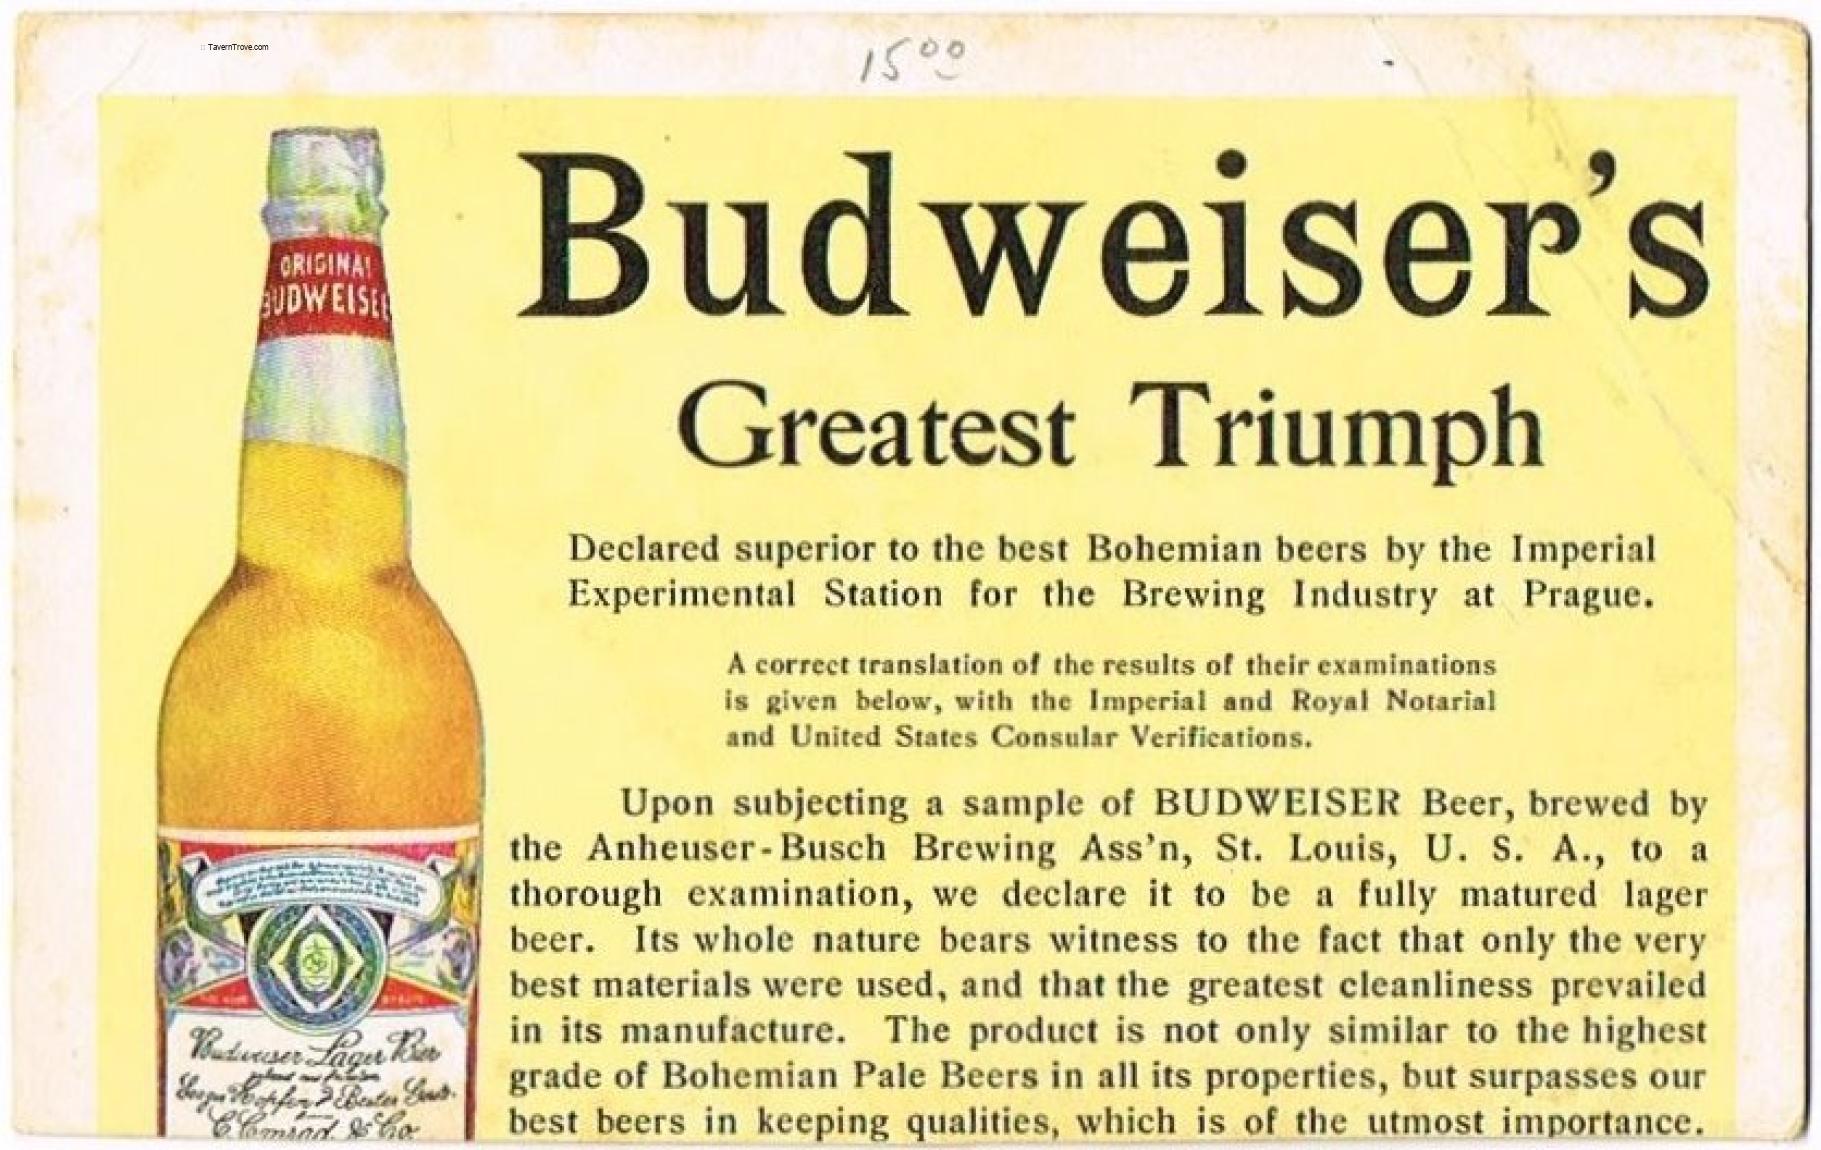 :: TavernTrove.com
15⁰⁰
ORIGINAL
BUDWEISER
Budweiser's
Greatest Triumph
Declared superior to the best Bohemian beers by the Imperial
Experimental Station for the Brewing Industry at Prague.
A correct translation of the results of their examinations
is given below, with the Imperial and Royal Notarial
and United States Consular Verifications.
Upon subjecting a sample of BUDWEISER Beer, brewed by
the Anheuser-Busch Brewing Ass'n, St. Louis, U. S. A., to a
thorough examination, we declare it to be a fully matured lager
beer. Its whole nature bears witness to the fact that only the very
best materials were used, and that the greatest cleanliness prevailed
in its manufacture. The product is not only similar to the highest
grade of Bohemian Pale Beers in all its properties, but surpasses our
best beers in keeping qualities, which is of the utmost importance.
Budweiser Lager Bier
C. Conrad & Co.